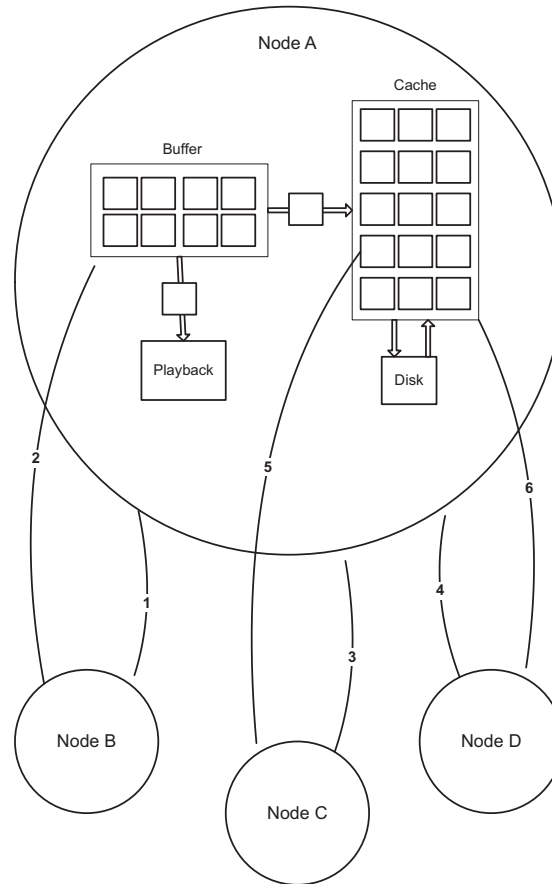 Node A
Cache
Buffer
Playback
Disk
2
5
6
1
4
3
Node B
Node D
Node C